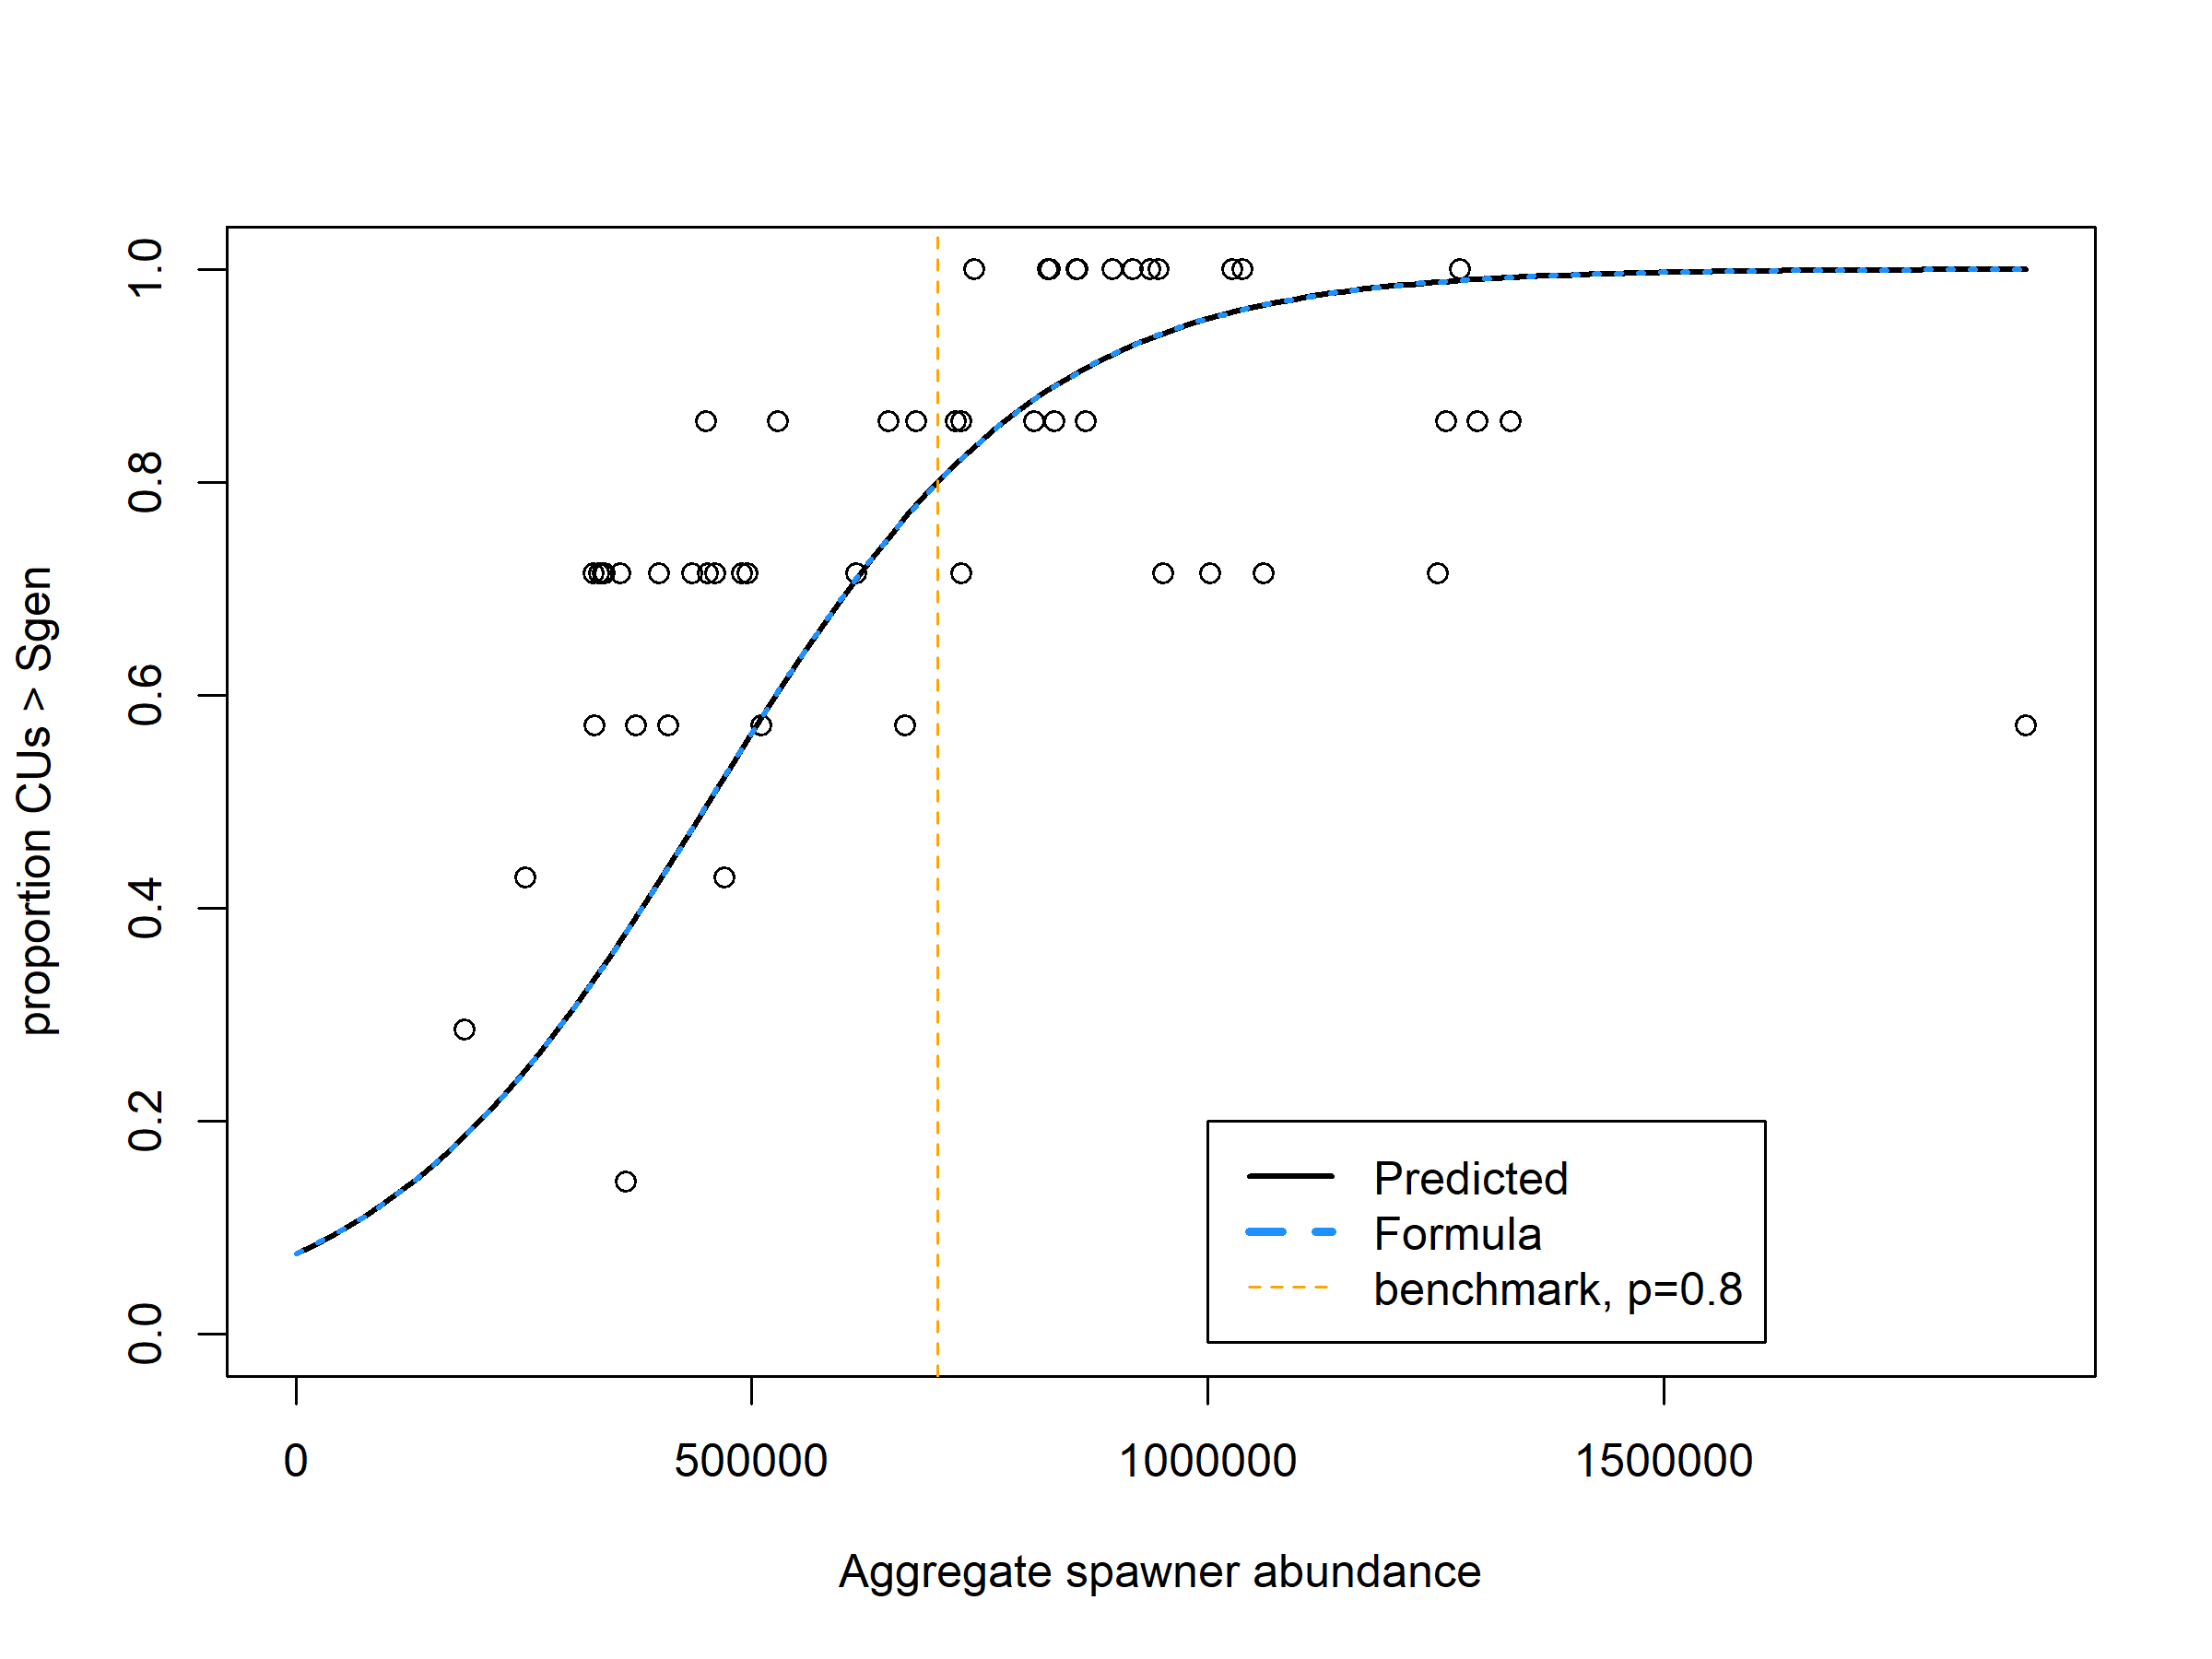 proportion CUs > Sgen
1.0
0.8
0.6
0.4
0.2
0.0
Predicted
Formula
benchmark, p=0.8
0
500000
1000000
1500000
Aggregate spawner abundance